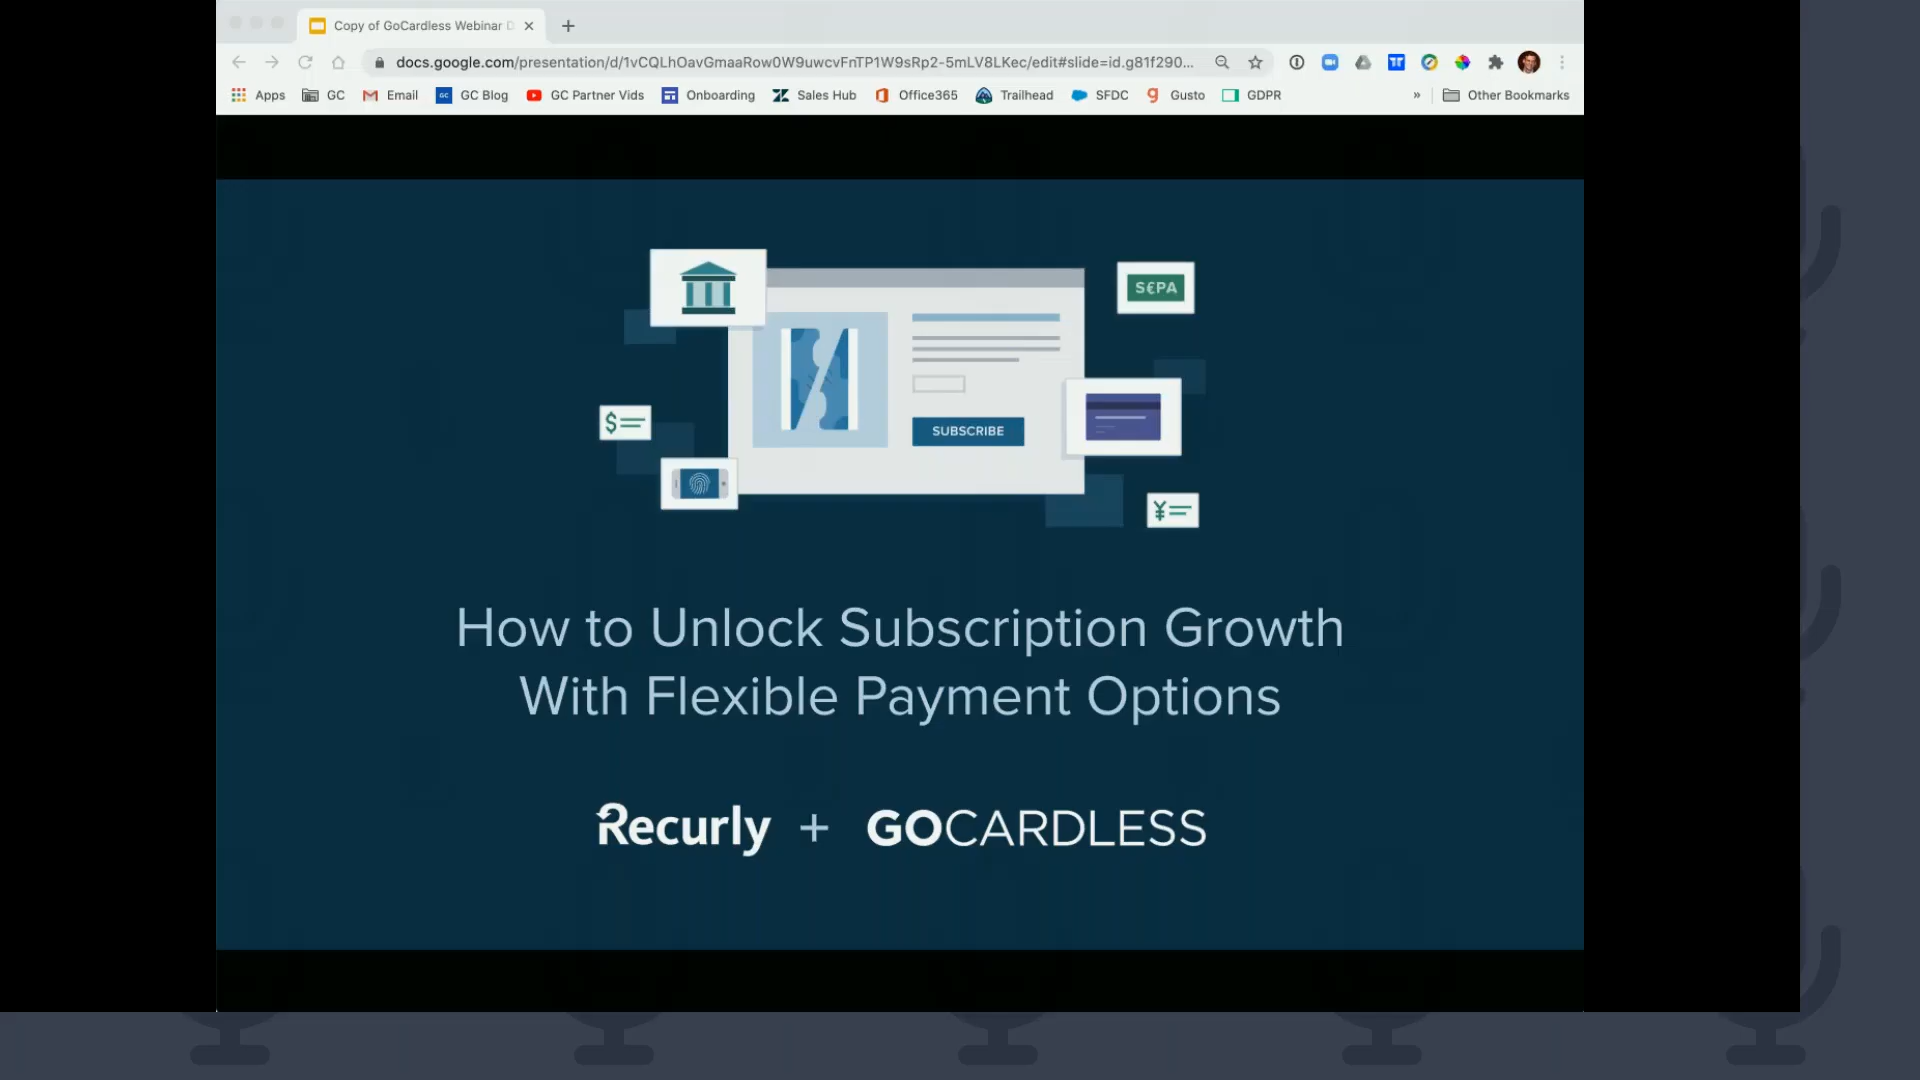 Copy of GoCardless Webinar D
docs.google.com/presentation/d/1vCQLhOavGmaaRow0W9uwcvFnTP1W9sRp2-5mLV8LKec/edit#slide=id.g81f290...
Apps GC Email GC Blog GC Partner Vids Onboarding Sales Hub Office365 Trailhead SFDC Gusto GDPR » Other Bookmarks
S€PA
$
SUBSCRIBE
¥
How to Unlock Subscription Growth
With Flexible Payment Options
Recurly + GOCARDLESS